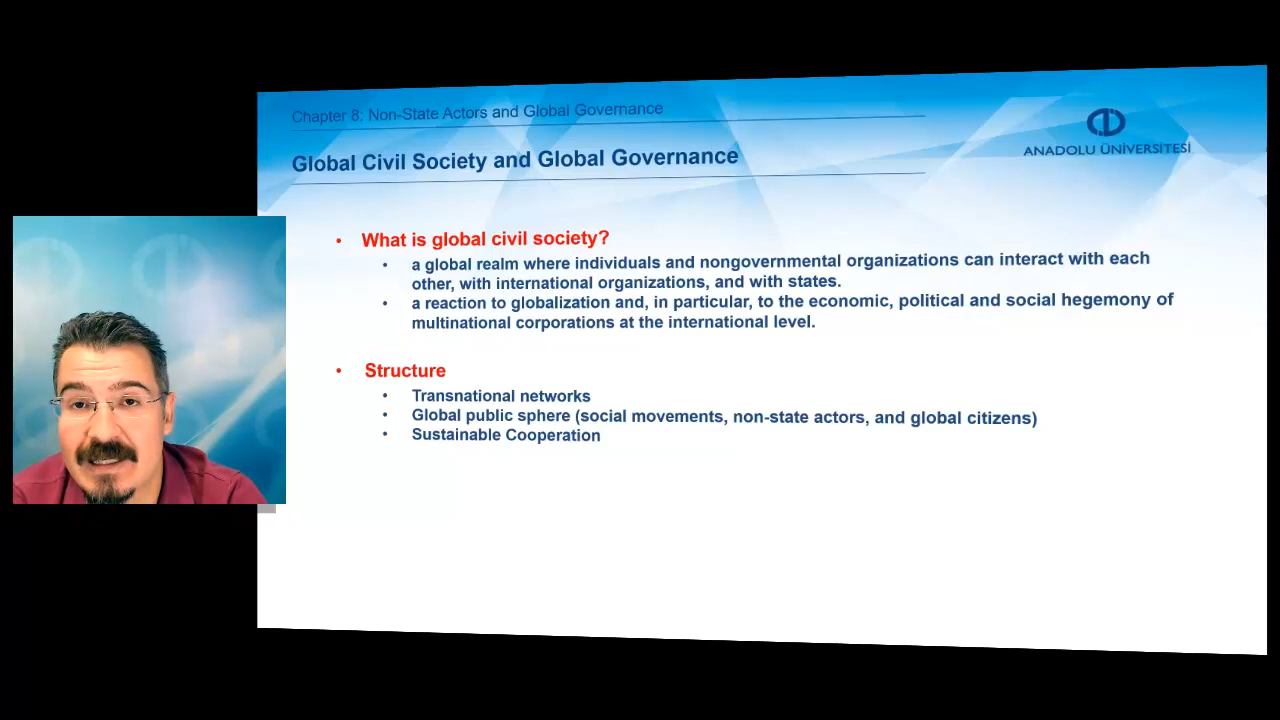 Chapter 8: Non-State Actors and Global Governance
ANADOLU ÜNİVERSİTESİ
Global Civil Society and Global Governance
• What is global civil society?
• a global realm where individuals and nongovernmental organizations can interact with each
other, with international organizations, and with states.
• a reaction to globalization and, in particular, to the economic, political and social hegemony of
multinational corporations at the international level.
• Structure
• Transnational networks
• Global public sphere (social movements, non-state actors, and global citizens)
• Sustainable Cooperation